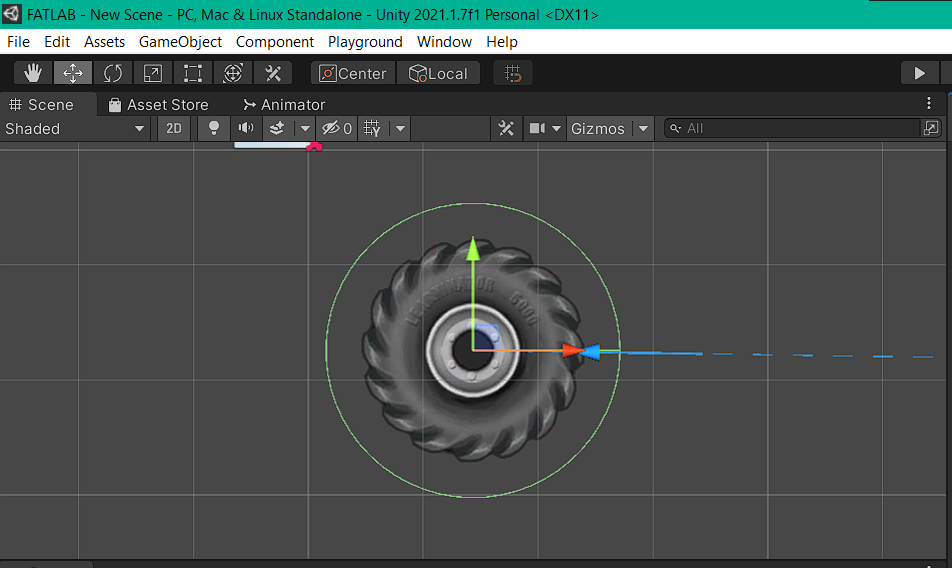 FATLAB - New Scene - PC, Mac & Linux Standalone - Unity 2021.1.7f1 Personal <DX11>
File Edit Assets GameObject Component Playground Window Help
Center Local
Scene Asset Store Animator
Shaded 2D 0 Gizmos All
5000